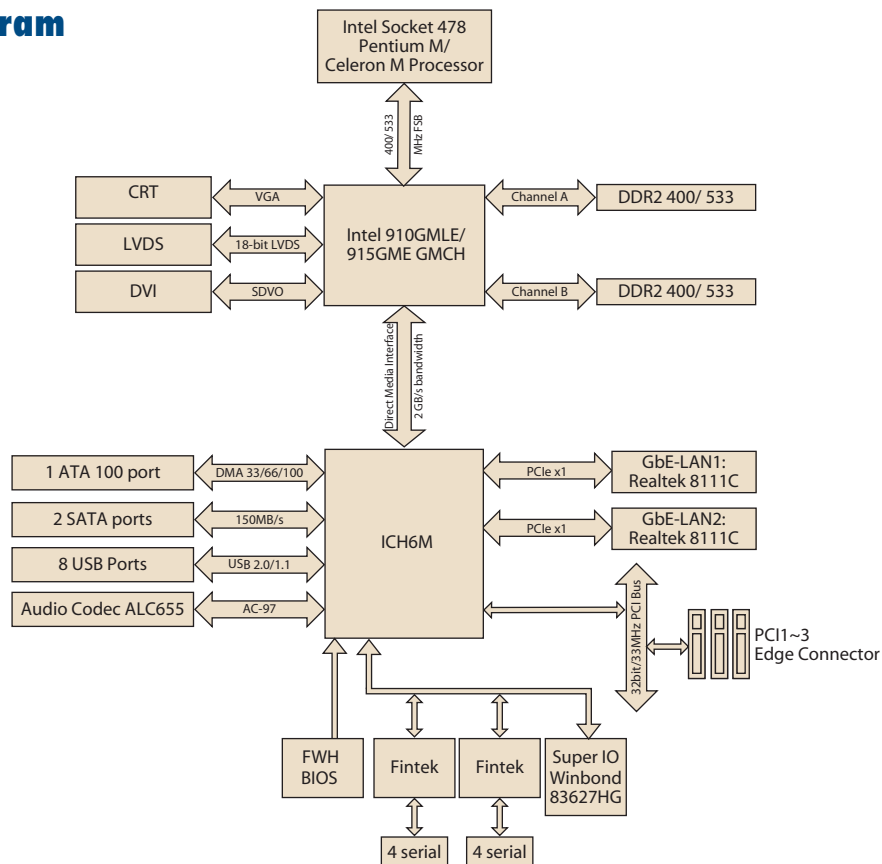 ram
Intel Socket 478
Pentium M/
Celeron M Processor
400/ 533
MHz FSB
CRT
VGA
LVDS
18-bit LVDS
DVI
SDVO
Intel 910GMLE/
915GME GMCH
Channel A
DDR2 400/ 533
Channel B
DDR2 400/ 533
Direct Media Interface
2 GB/s bandwidth
1 ATA 100 port
DMA 33/66/100
2 SATA ports
150MB/s
8 USB Ports
USB 2.0/1.1
Audio Codec ALC655
AC-97
ICH6M
PCIe x1
GbE-LAN1:
Realtek 8111C
PCIe x1
GbE-LAN2:
Realtek 8111C
32bit/33MHz PCI Bus
PCI1~3
Edge Connector
FWH
BIOS
Fintek
Fintek
Super IO
Winbond
83627HG
4 serial
4 serial